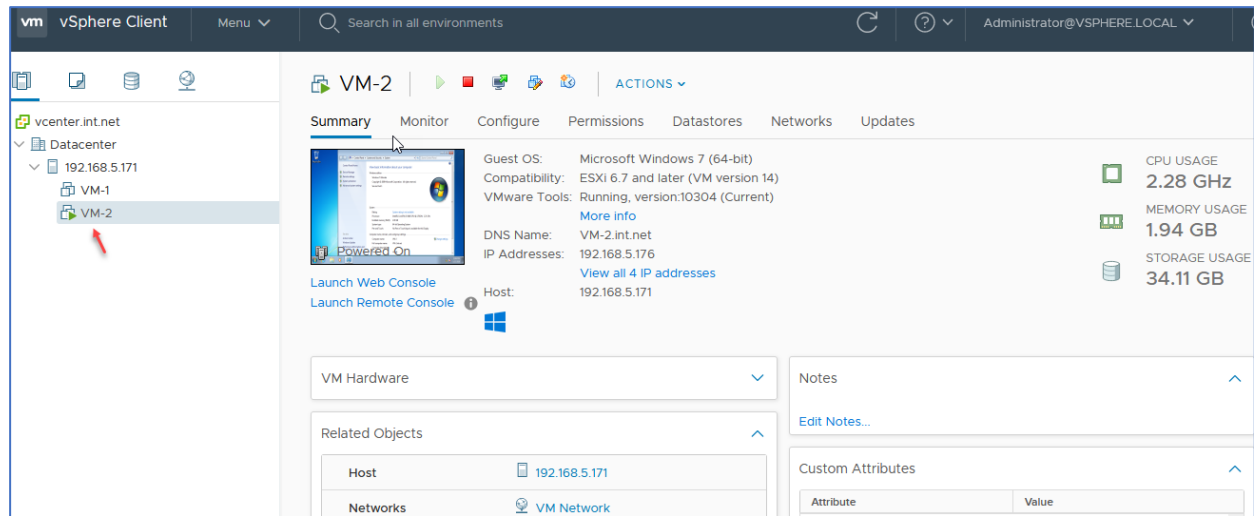 vm vSphere Client Menu Search in all environments Administrator@VSPHERE.LOCAL
VM-2 ACTIONS
Summary Monitor Configure Permissions Datastores Networks Updates
vcenter.int.net
Datacenter
192.168.5.171
VM-1
VM-2
Powered On
Launch Web Console
Launch Remote Console
Guest OS: Microsoft Windows 7 (64-bit)
Compatibility: ESXi 6.7 and later (VM version 14)
VMware Tools: Running, version:10304 (Current)
More info
DNS Name: VM-2.int.net
IP Addresses: 192.168.5.176
View all 4 IP addresses
Host: 192.168.5.171
CPU USAGE
2.28 GHz
MEMORY USAGE
1.94 GB
STORAGE USAGE
34.11 GB
VM Hardware
Related Objects
Host 192.168.5.171
Networks VM Network
Notes
Edit Notes...
Custom Attributes
Attribute Value